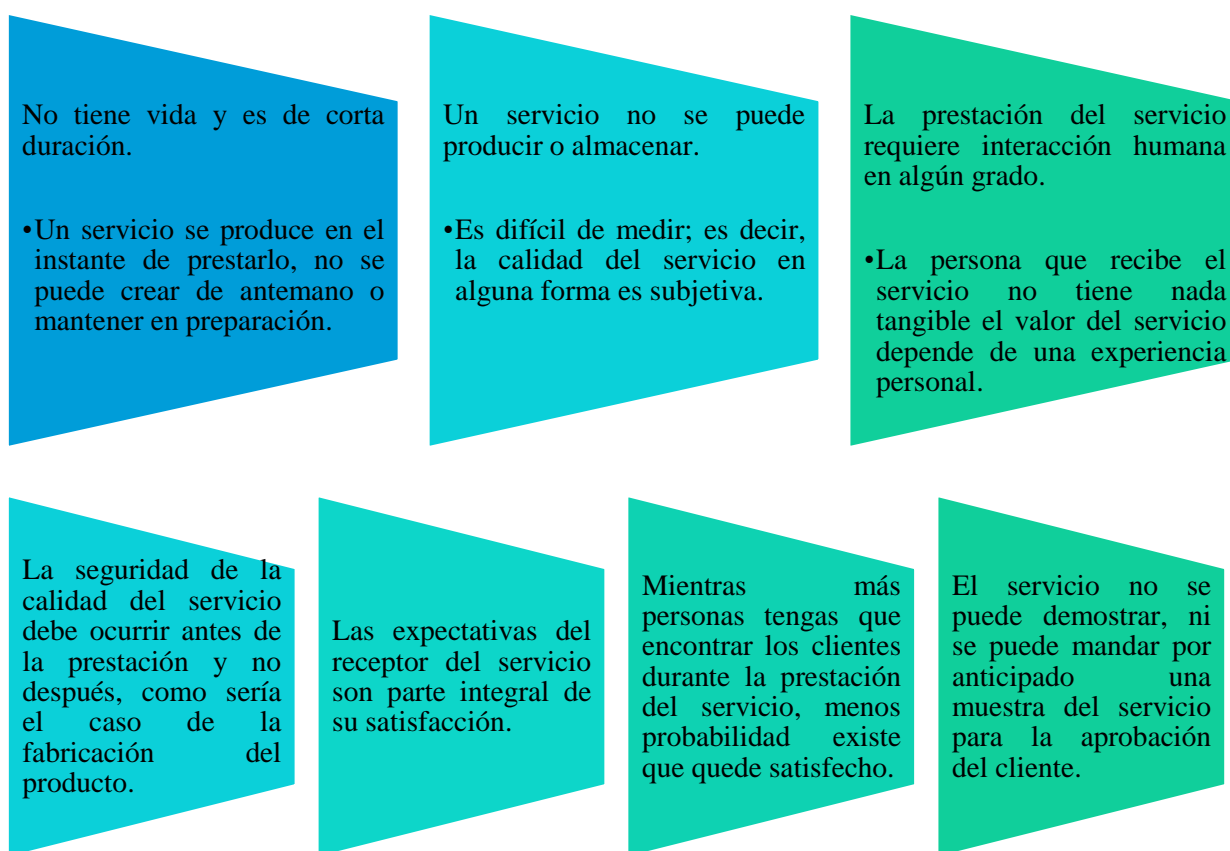 No tiene vida y es de corta
duración.
•Un servicio se produce en el
instante de prestarlo, no se
puede crear de antemano o
mantener en preparación.
Un servicio no se puede
producir o almacenar.
•Es difícil de medir; es decir,
la calidad del servicio en
alguna forma es subjetiva.
La prestación del servicio
requiere interacción humana
en algún grado.
•La persona que recibe el
servicio no tiene nada
tangible el valor del servicio
depende de una experiencia
personal.
La seguridad de la
calidad del servicio
debe ocurrir antes de
la prestación y no
después, como sería
el caso de la
fabricación del
producto.
Las expectativas del
receptor del servicio
son parte integral de
su satisfacción.
Mientras más
personas tengas que
encontrar los clientes
durante la prestación
del servicio, menos
probabilidad existe
que quede satisfecho.
El servicio no se
puede demostrar, ni
se puede mandar por
anticipado una
muestra del servicio
para la aprobación
del cliente.